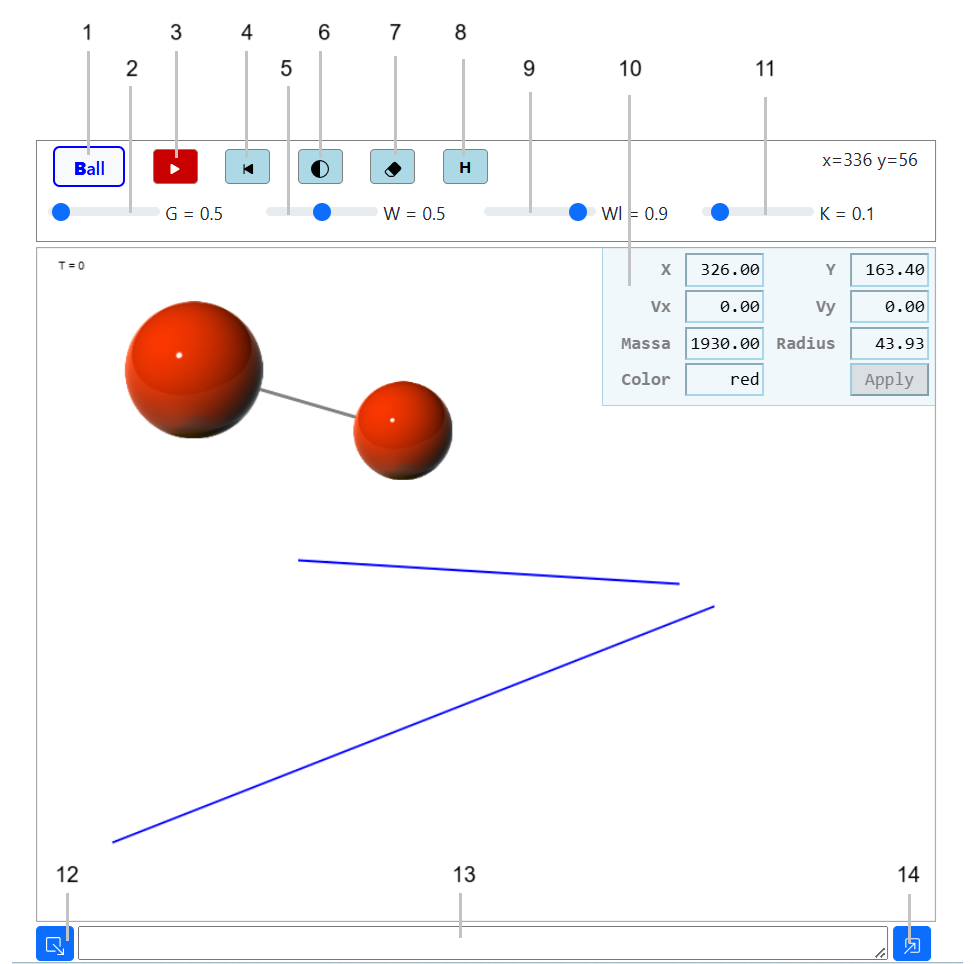 1 3 4 6 7 8
2 5 9 10 11
Ball H x=336 y=56
G = 0.5 W = 0.5 Wl = 0.9 K = 0.1
T = 0
X 326.00 Y 163.40
Vx 0.00 Vy 0.00
Massa 1930.00 Radius 43.93
Color red Apply
12 13 14